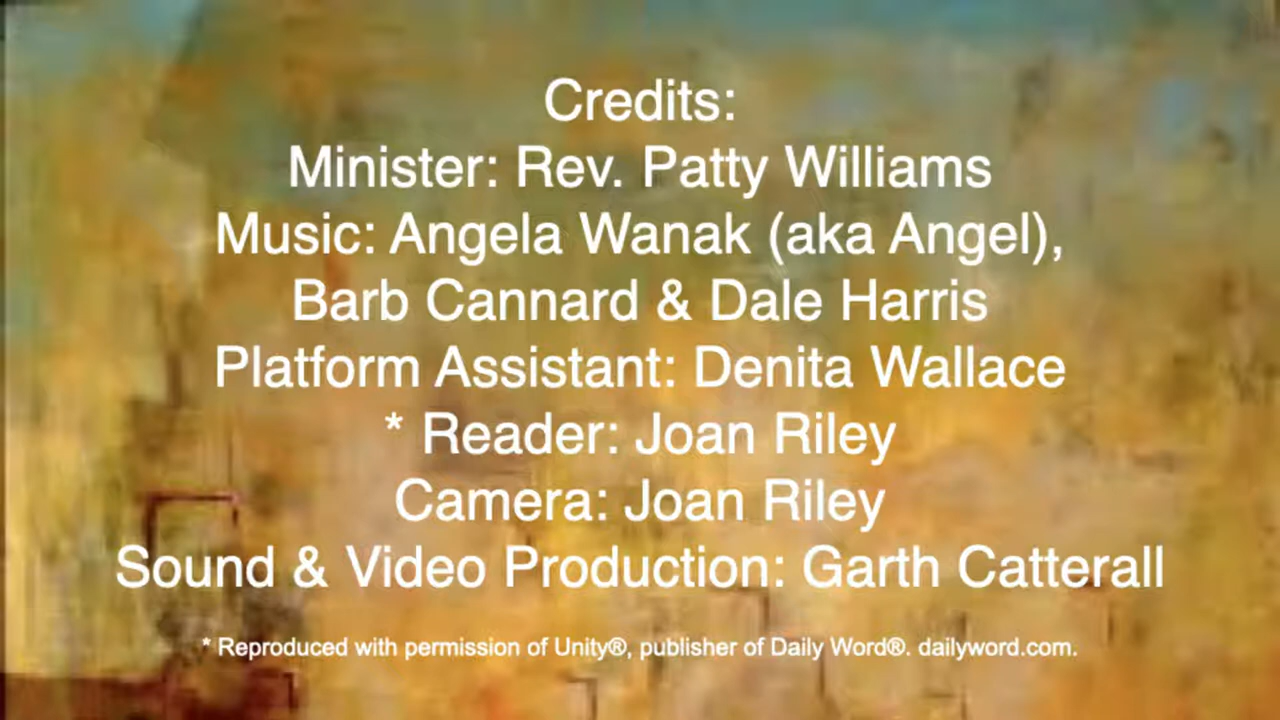 Credits:
Minister: Rev. Patty Williams
Music: Angela Wanak (aka Angel),
Barb Cannard & Dale Harris
Platform Assistant: Denita Wallace
* Reader: Joan Riley
Camera: Joan Riley
Sound & Video Production: Garth Catterall
* Reproduced with permission of Unity®, publisher of Daily Word®. dailyword.com.